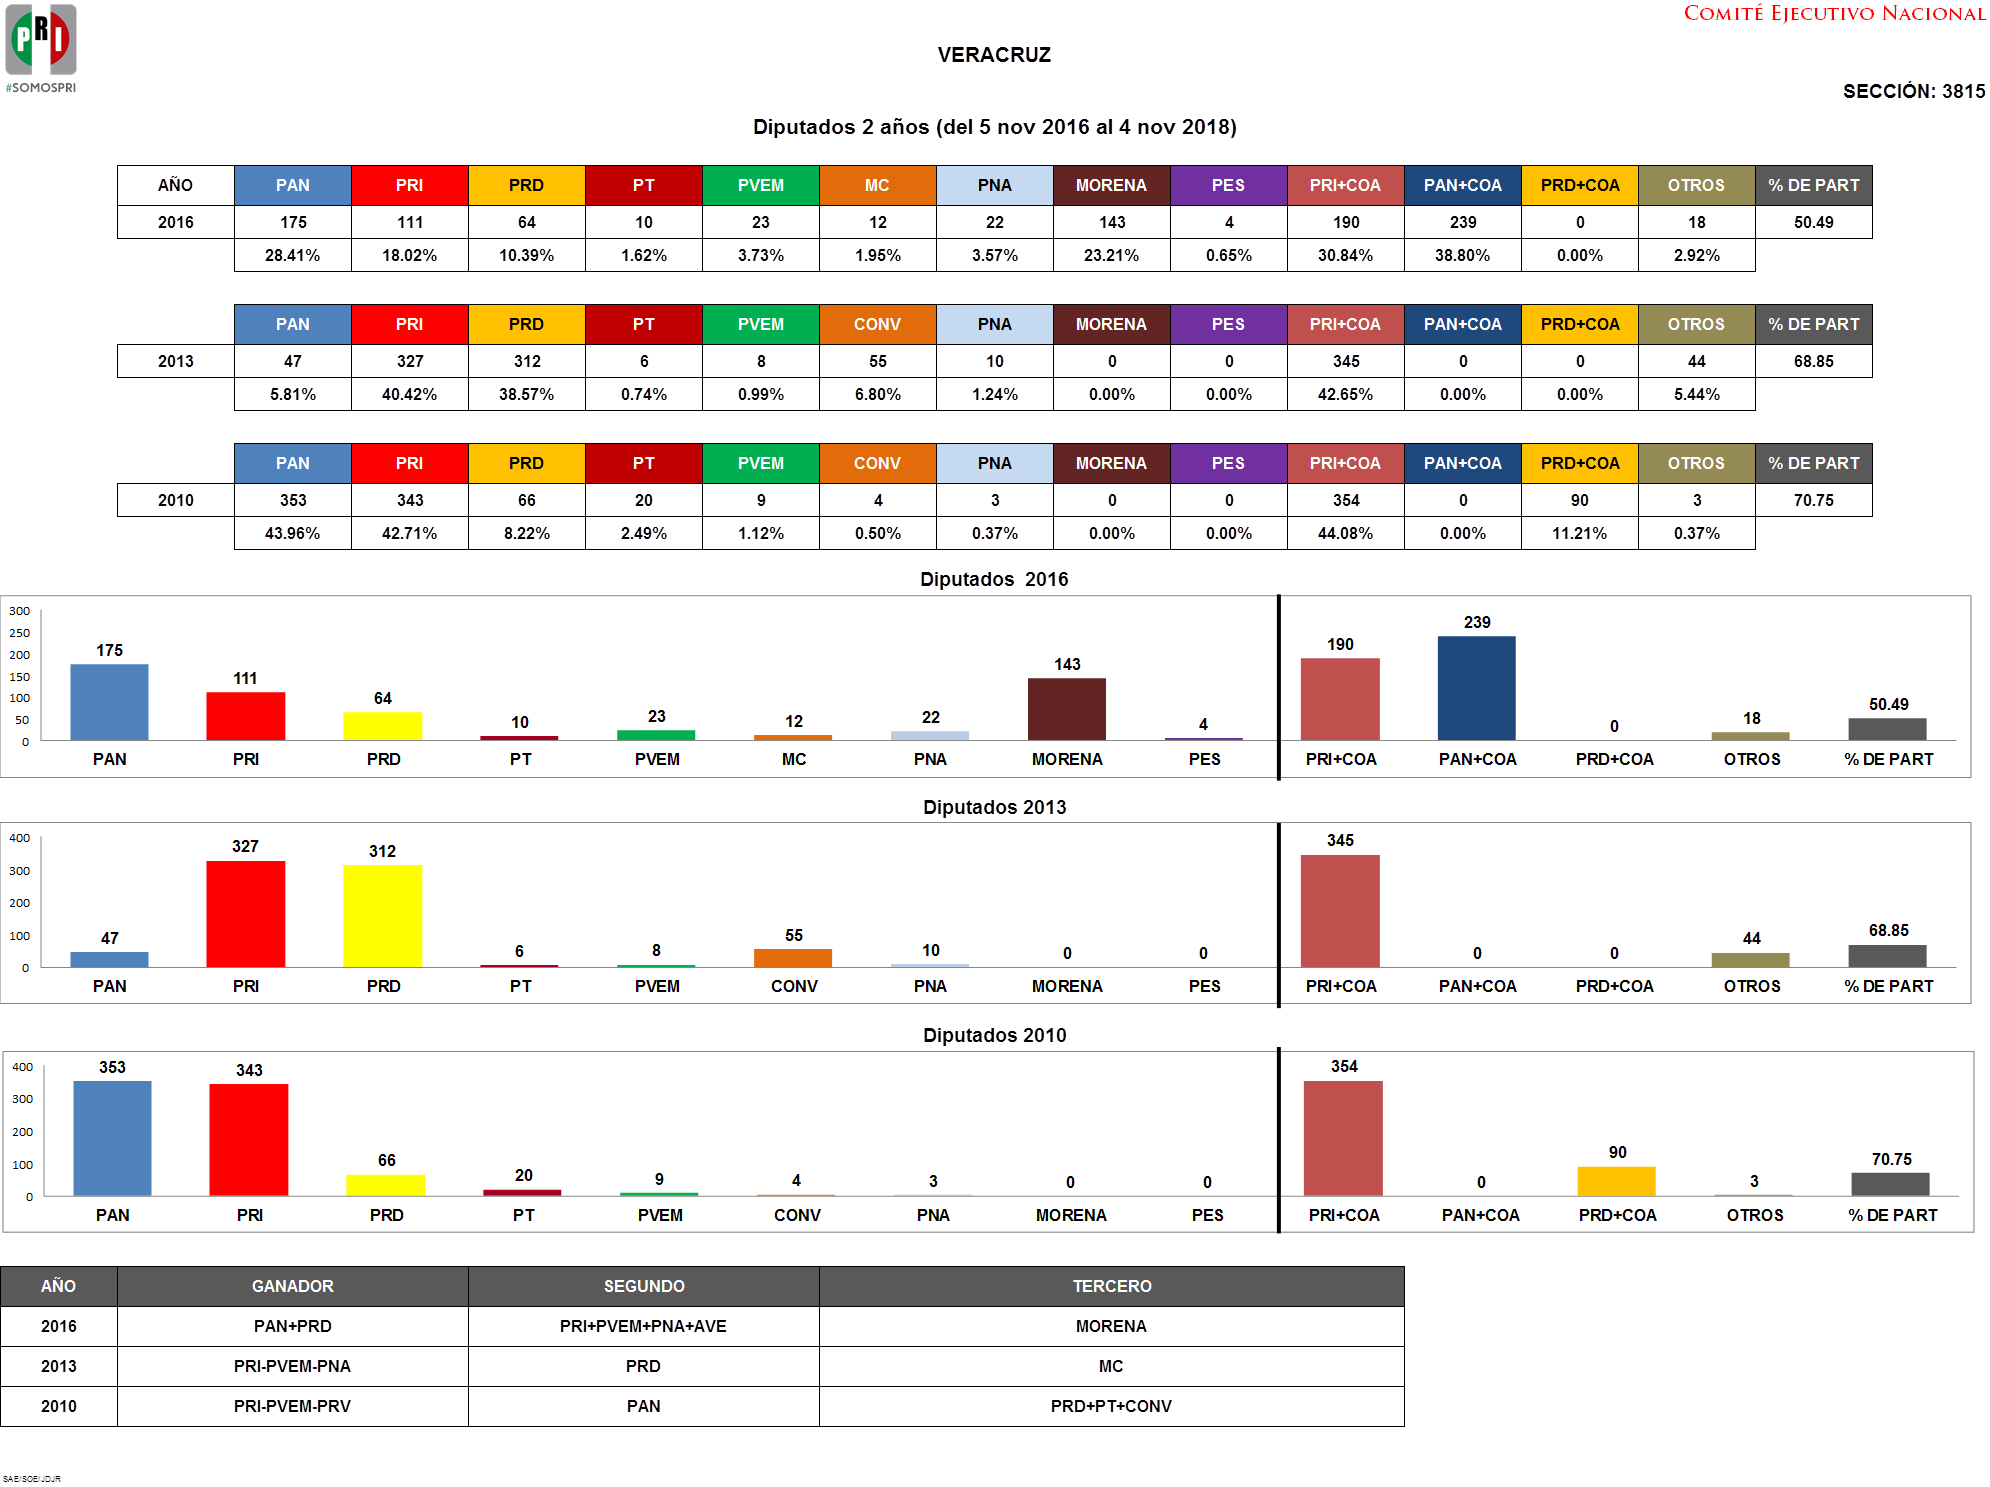 PRI
#SOMOSPRI
COMITÉ EJECUTIVO NACIONAL
VERACRUZ
SECCIÓN: 3815
Diputados 2 años (del 5 nov 2016 al 4 nov 2018)
AÑO PAN PRI PRD PT PVEM MC PNA MORENA PES PRI+COA PAN+COA PRD+COA OTROS % DE PART
2016 175 111 64 10 23 12 22 143 4 190 239 0 18 50.49
28.41% 18.02% 10.39% 1.62% 3.73% 1.95% 3.57% 23.21% 0.65% 30.84% 38.80% 0.00% 2.92%
PAN PRI PRD PT PVEM CONV PNA MORENA PES PRI+COA PAN+COA PRD+COA OTROS % DE PART
2013 47 327 312 6 8 55 10 0 0 345 0 0 44 68.85
5.81% 40.42% 38.57% 0.74% 0.99% 6.80% 1.24% 0.00% 0.00% 42.65% 0.00% 0.00% 5.44%
PAN PRI PRD PT PVEM CONV PNA MORENA PES PRI+COA PAN+COA PRD+COA OTROS % DE PART
2010 353 343 66 20 9 4 3 0 0 354 0 90 3 70.75
43.96% 42.71% 8.22% 2.49% 1.12% 0.50% 0.37% 0.00% 0.00% 44.08% 0.00% 11.21% 0.37%
Diputados 2016
300
250
200
150
100
50
0
175 111 64 10 23 12 22 143 4 190 239 0 18 50.49
PAN PRI PRD PT PVEM MC PNA MORENA PES PRI+COA PAN+COA PRD+COA OTROS % DE PART
Diputados 2013
400
300
200
100
0
47 327 312 6 8 55 10 0 0 345 0 0 44 68.85
PAN PRI PRD PT PVEM CONV PNA MORENA PES PRI+COA PAN+COA PRD+COA OTROS % DE PART
Diputados 2010
400
300
200
100
0
353 343 66 20 9 4 3 0 0 354 0 90 3 70.75
PAN PRI PRD PT PVEM CONV PNA MORENA PES PRI+COA PAN+COA PRD+COA OTROS % DE PART
AÑO GANADOR SEGUNDO TERCERO
2016 PAN+PRD PRI+PVEM+PNA+AVE MORENA
2013 PRI-PVEM-PNA PRD MC
2010 PRI-PVEM-PRV PAN PRD+PT+CONV
SAE/SOE/JDJR